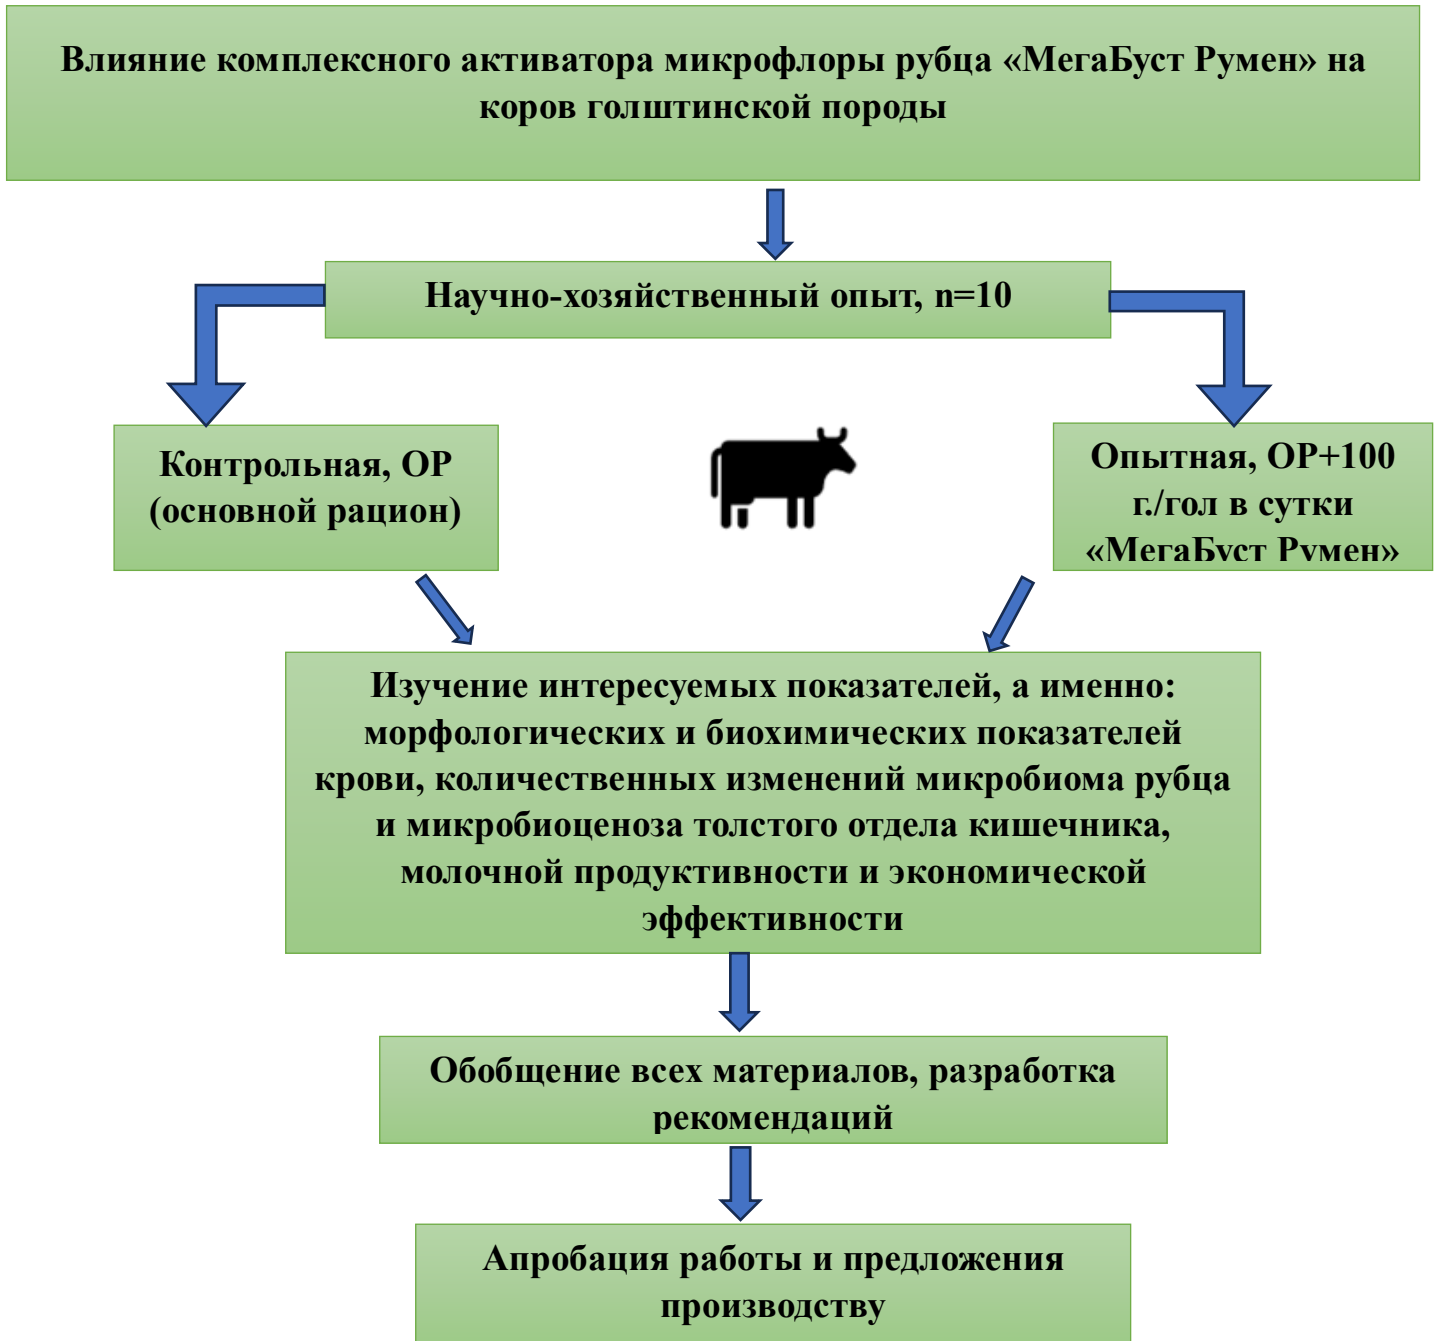 Влияние комплексного активатора микрофлоры рубца «МегаБуст Румен» на
коров голштинской породы
Научно-хозяйственный опыт, n=10
Контрольная, ОР
(основной рацион)
Опытная, ОР+100
г./гол в сутки
«МегаБуст Румен»
Изучение интересуемых показателей, а именно:
морфологических и биохимических показателей
крови, количественных изменений микробиома рубца
и микробиоценоза толстого отдела кишечника,
молочной продуктивности и экономической
эффективности
Обобщение всех материалов, разработка
рекомендаций
Апробация работы и предложения
производству